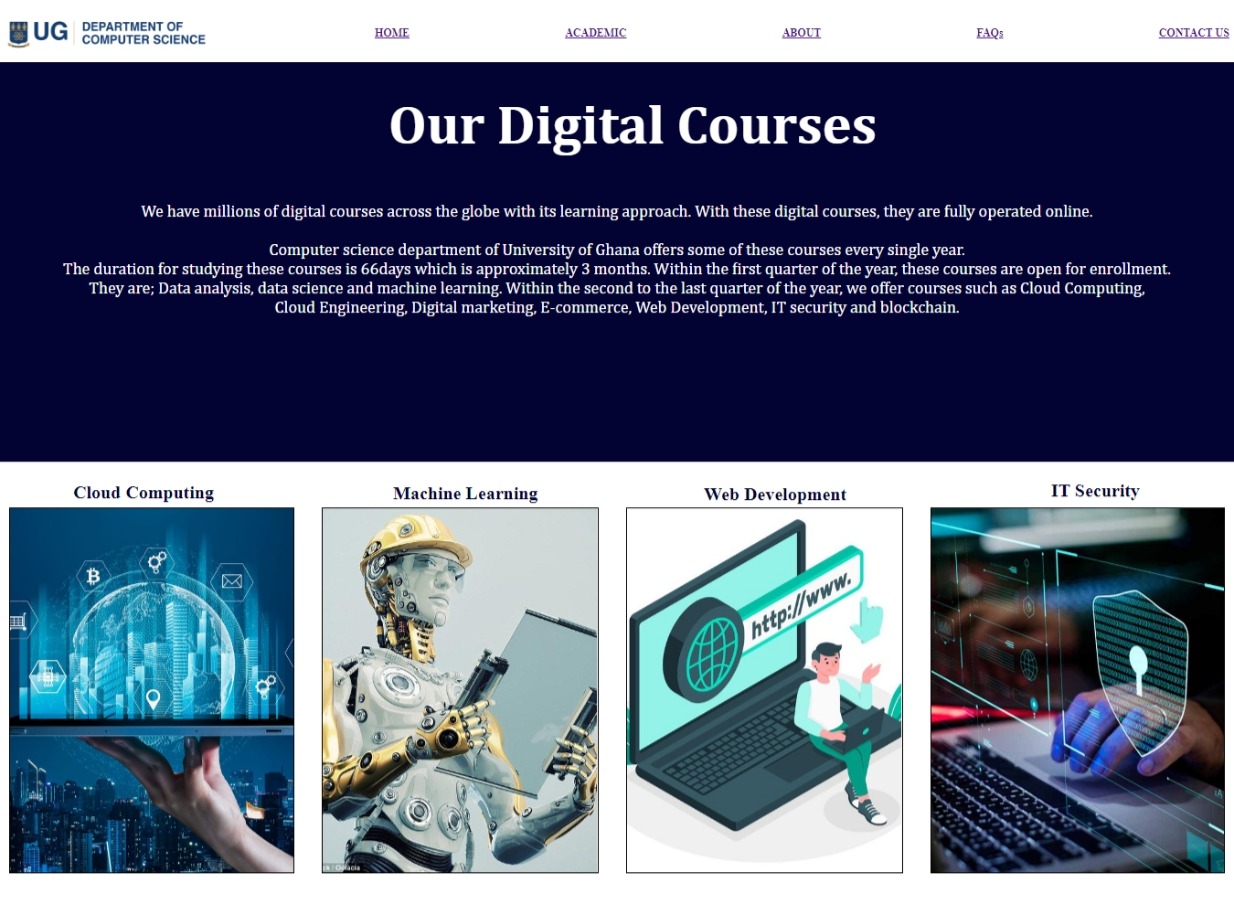 UG DEPARTMENT OF
COMPUTER SCIENCE
HOME
ACADEMIC
ABOUT
FAQs
CONTACT US
Our Digital Courses
We have millions of digital courses across the globe with its learning approach. With these digital courses, they are fully operated online.
Computer science department of University of Ghana offers some of these courses every single year.
The duration for studying these courses is 66days which is approximately 3 months. Within the first quarter of the year, these courses are open for enrollment.
They are; Data analysis, data science and machine learning. Within the second to the last quarter of the year, we offer courses such as Cloud Computing,
Cloud Engineering, Digital marketing, E-commerce, Web Development, IT security and blockchain.
Cloud Computing
Machine Learning
Web Development
IT Security
http://www.